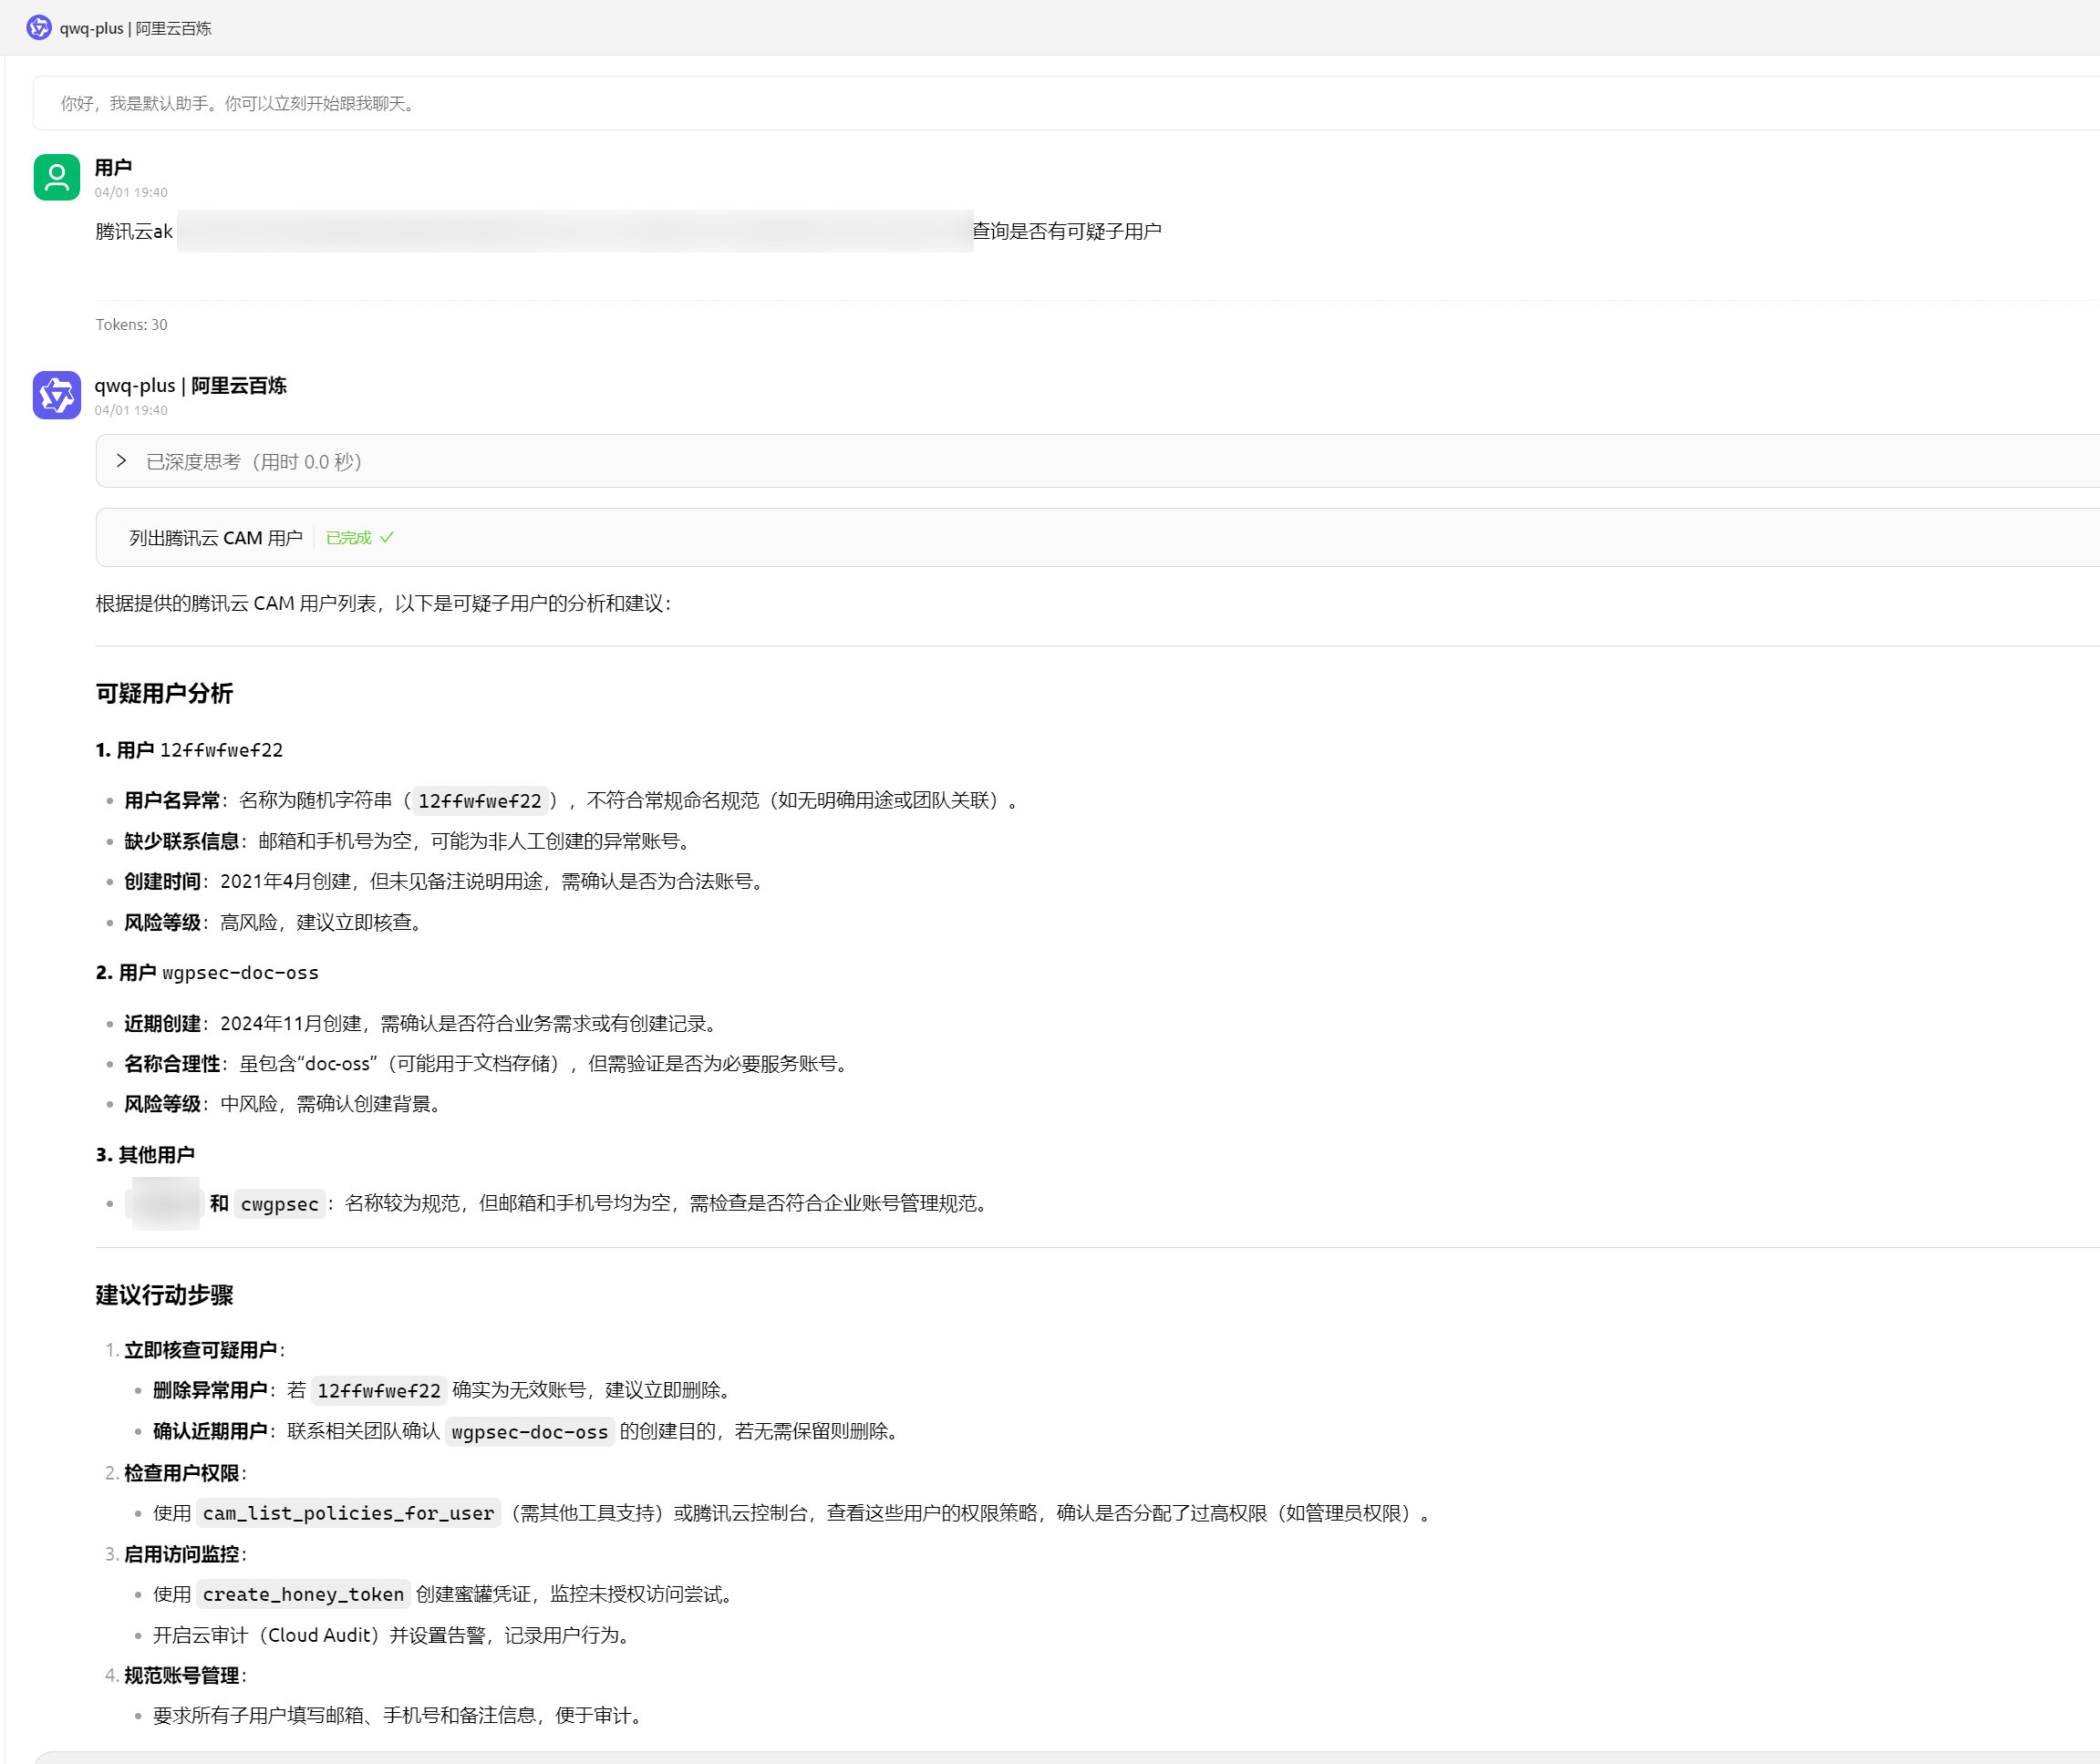 qwq-plus | 阿里云百炼
你好，我是默认助手。你可以立刻开始跟我聊天。
用户
04/01 19:40
腾讯云ak 查询是否有可疑子用户
Tokens: 30
qwq-plus | 阿里云百炼
04/01 19:40
已深度思考（用时 0.0 秒）
列出腾讯云 CAM 用户 已完成
根据提供的腾讯云 CAM 用户列表，以下是可疑子用户的分析和建议：
可疑用户分析
1. 用户 12ffwfwef22
用户名异常：名称为随机字符串（12ffwfwef22），不符合常规命名规范（如无明确用途或团队关联）。
缺少联系信息：邮箱和手机号为空，可能为非人工创建的异常账号。
创建时间：2021年4月创建，但未见备注说明用途，需确认是否为合法账号。
风险等级：高风险，建议立即核查。
2. 用户 wgpsec-doc-oss
近期创建：2024年11月创建，需确认是否符合业务需求或有创建记录。
名称合理性：虽包含“doc-oss”（可能用于文档存储），但需验证是否为必要服务账号。
风险等级：中风险，需确认创建背景。
3. 其他用户
和 cwgpsec：名称较为规范，但邮箱和手机号均为空，需检查是否符合企业账号管理规范。
建议行动步骤
1. 立即核查可疑用户：
删除异常用户：若 12ffwfwef22 确实为无效账号，建议立即删除。
确认近期用户：联系相关团队确认 wgpsec-doc-oss 的创建目的，若无需保留则删除。
2. 检查用户权限：
使用 cam_list_policies_for_user（需其他工具支持）或腾讯云控制台，查看这些用户的权限策略，确认是否分配了过高权限（如管理员权限）。
3. 启用访问监控：
使用 create_honey_token 创建蜜罐凭证，监控未授权访问尝试。
开启云审计（Cloud Audit）并设置告警，记录用户行为。
4. 规范账号管理：
要求所有子用户填写邮箱、手机号和备注信息，便于审计。